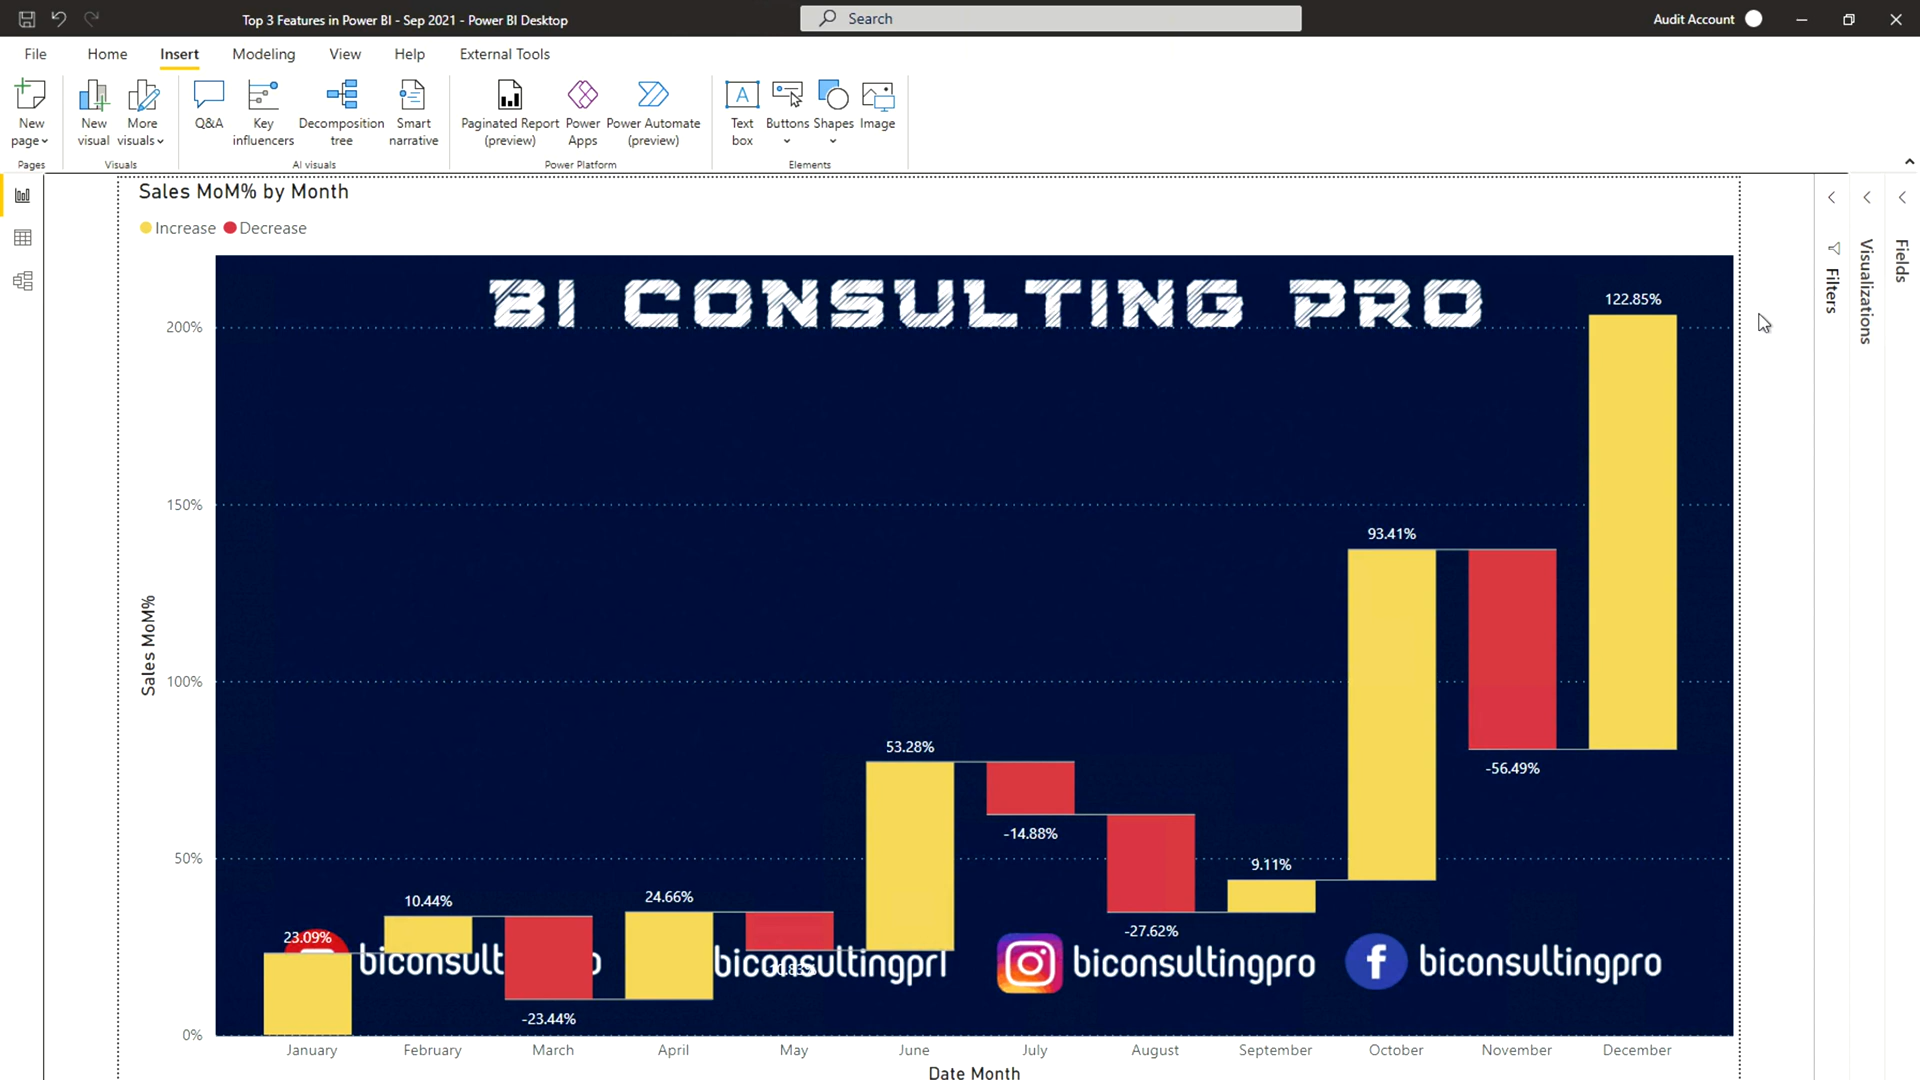 Top 3 Features in Power BI - Sep 2021 - Power BI Desktop
Search
Audit Account
File Home Insert Modeling View Help External Tools
New page
New visual
More visuals
Q&A
Key influencers
Decomposition tree
Smart narrative
Paginated Report (preview)
Power Apps
Power Automate (preview)
Text box
Buttons
Shapes
Image
Pages Visuals AI visuals Power Platform Elements
Sales MoM% by Month
Increase Decrease
BI CONSULTING PRO
Filters
Visualizations
Fields
Sales MoM%
200%
150%
100%
50%
0%
23.09%
10.44%
-23.44%
24.66%
53.28%
-14.88%
-27.62%
9.11%
93.41%
-56.49%
122.85%
biconsult o
biconsultingpr
biconsultingpro
biconsultingpro
January February March April May June July August September October November December
Date Month